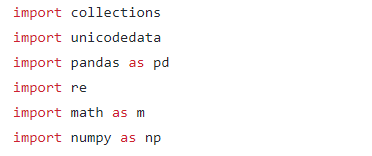 import collections
import unicodedata
import pandas as pd
import re
import math as m
import numpy as np